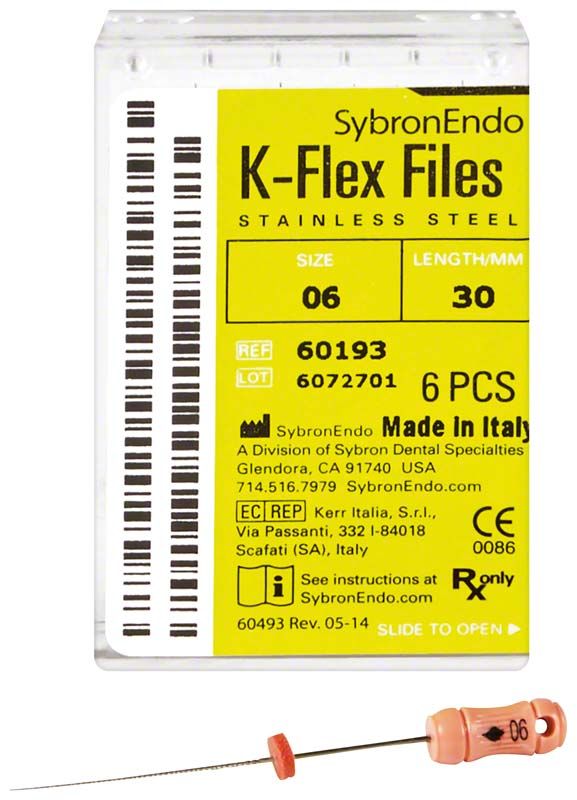 SybronEndo
K-Flex Files
STAINLESS STEEL
SIZE LENGTH/MM
06 30
REF 60193
LOT 6072701 6 PCS
SybronEndo Made in Italy
A Division of Sybron Dental Specialties
Glendora, CA 91740 USA
714.516.7979 SybronEndo.com
EC REP Kerr Italia, S.r.l.,
Via Passanti, 332 I-84018
Scafati (SA), Italy
CE
0086
i See instructions at
SybronEndo.com
Rx only
60493 Rev. 05-14 SLIDE TO OPEN
06